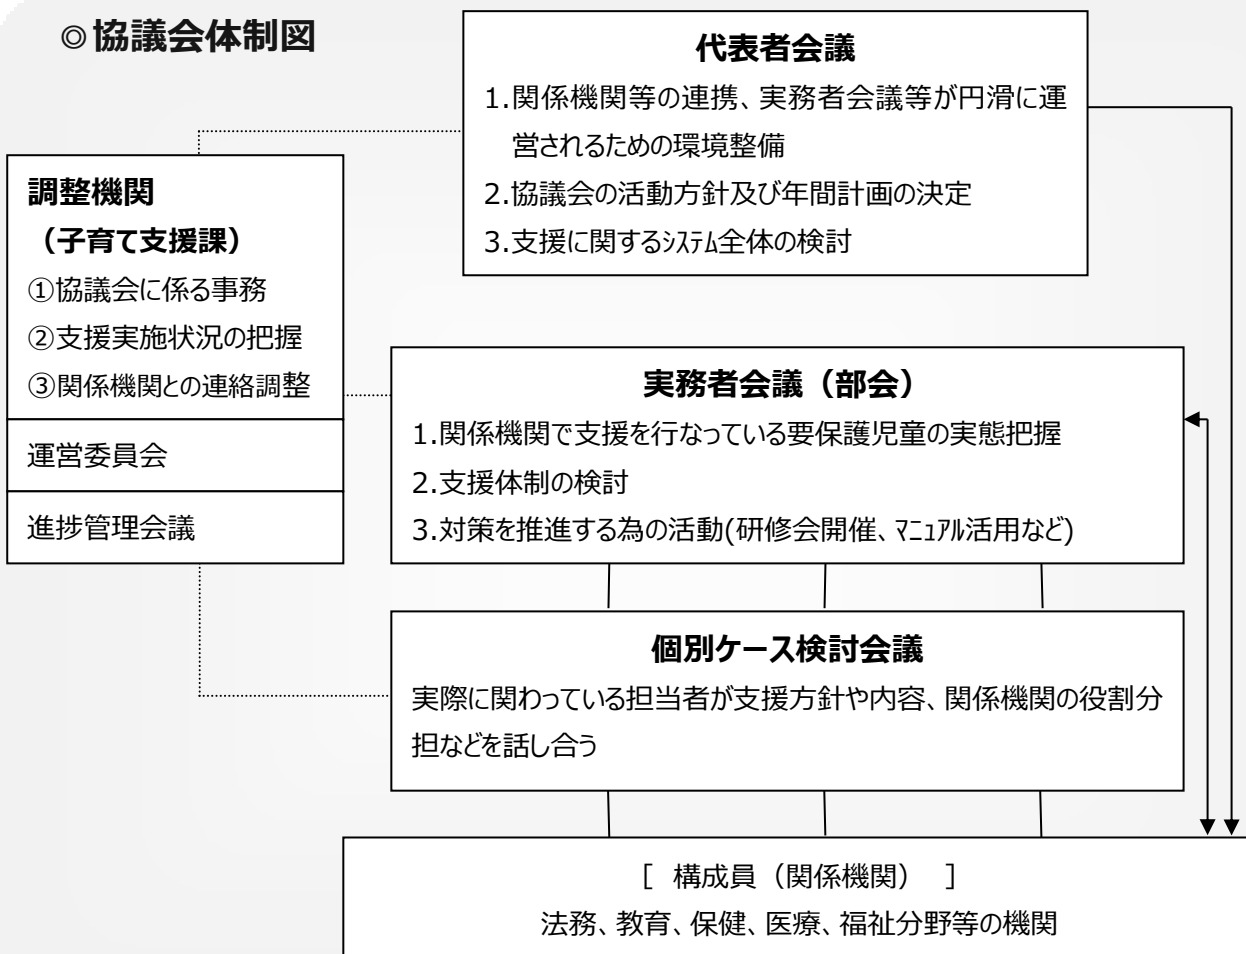 ◎協議会体制図
代表者会議
1.関係機関等の連携、実務者会議等が円滑に運
営されるための環境整備
2.協議会の活動方針及び年間計画の決定
3.支援に関するｼｽﾃﾑ全体の検討
調整機関
（子育て支援課）
①協議会に係る事務
②支援実施状況の把握
③関係機関との連絡調整
運営委員会
進捗管理会議
実務者会議（部会）
1.関係機関で支援を行なっている要保護児童の実態把握
2.支援体制の検討
3.対策を推進する為の活動(研修会開催、ﾏﾆｭｱﾙ活用など)
個別ケース検討会議
実際に関わっている担当者が支援方針や内容、関係機関の役割分
担などを話し合う
［ 構成員（関係機関） ］
法務、教育、保健、医療、福祉分野等の機関